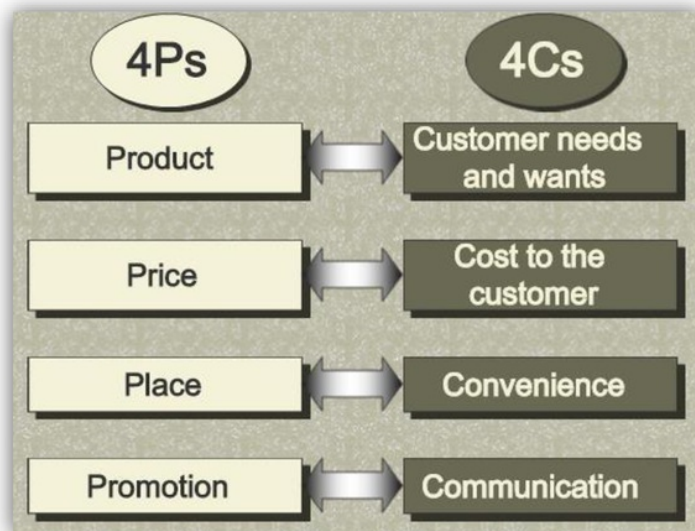 4Ps
4Cs
Product
Customer needs
and wants
Price
Cost to the
customer
Place
Convenience
Promotion
Communication